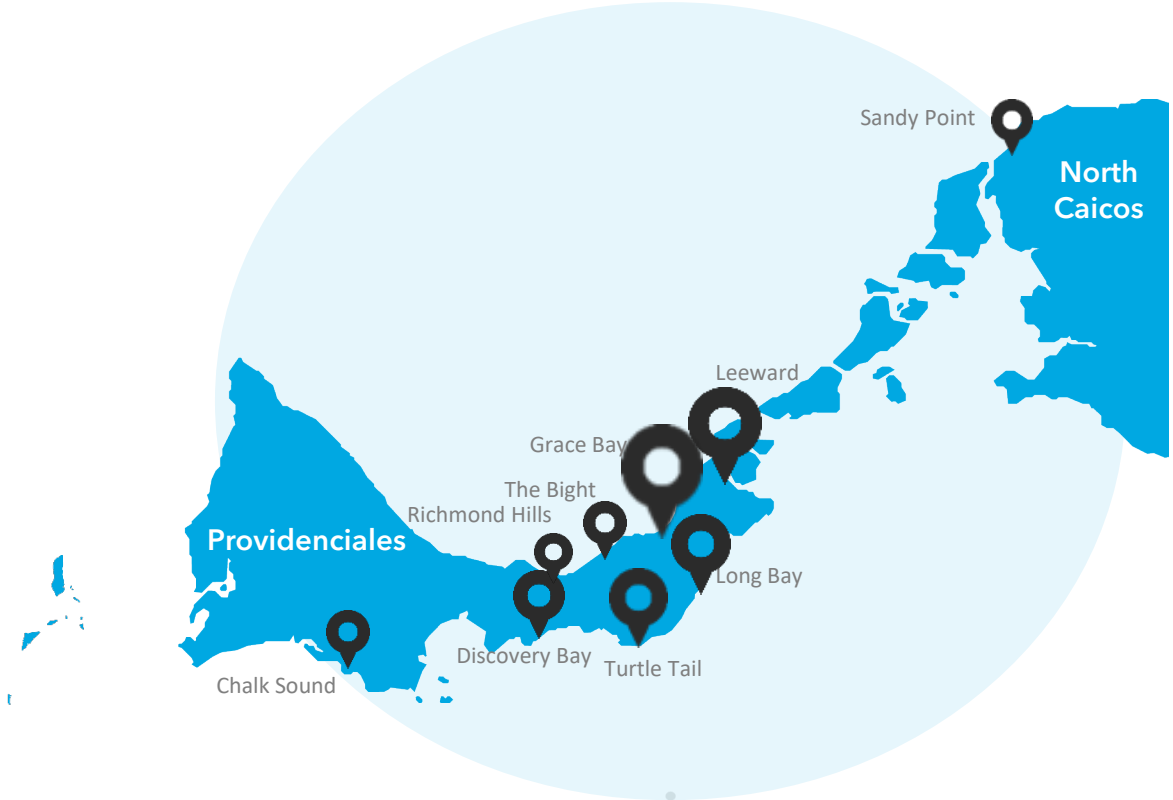 Sandy Point
North
Caicos
Leeward
Grace Bay
The Bight
Richmond Hills
Providenciales
Long Bay
Discovery Bay
Turtle Tail
Chalk Sound